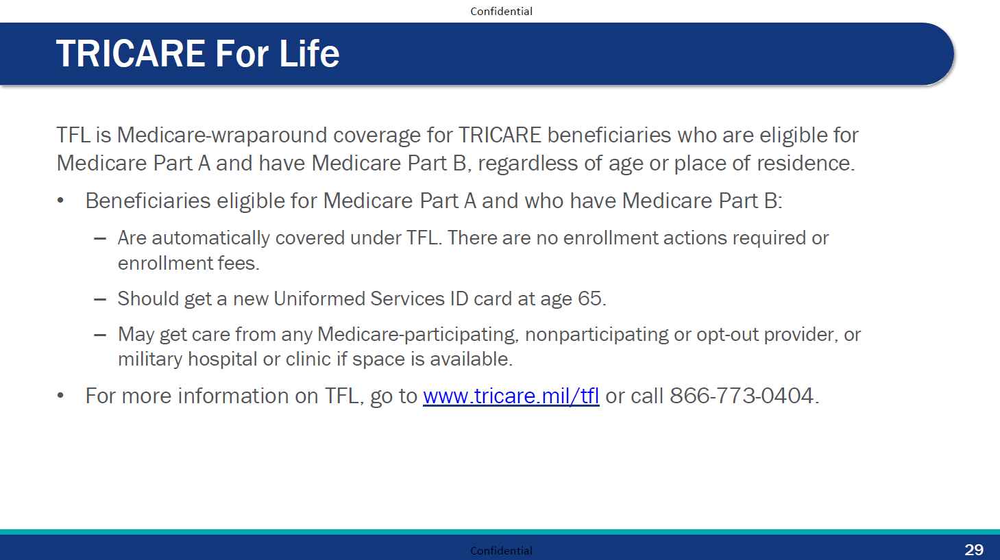 Confidential
TRICARE For Life
TFL is Medicare-wraparound coverage for TRICARE beneficiaries who are eligible for
Medicare Part A and have Medicare Part B, regardless of age or place of residence.
• Beneficiaries eligible for Medicare Part A and who have Medicare Part B:
– Are automatically covered under TFL. There are no enrollment actions required or
enrollment fees.
– Should get a new Uniformed Services ID card at age 65.
– May get care from any Medicare-participating, nonparticipating or opt-out provider, or
military hospital or clinic if space is available.
• For more information on TFL, go to www.tricare.mil/tfl or call 866-773-0404.
Confidential
29